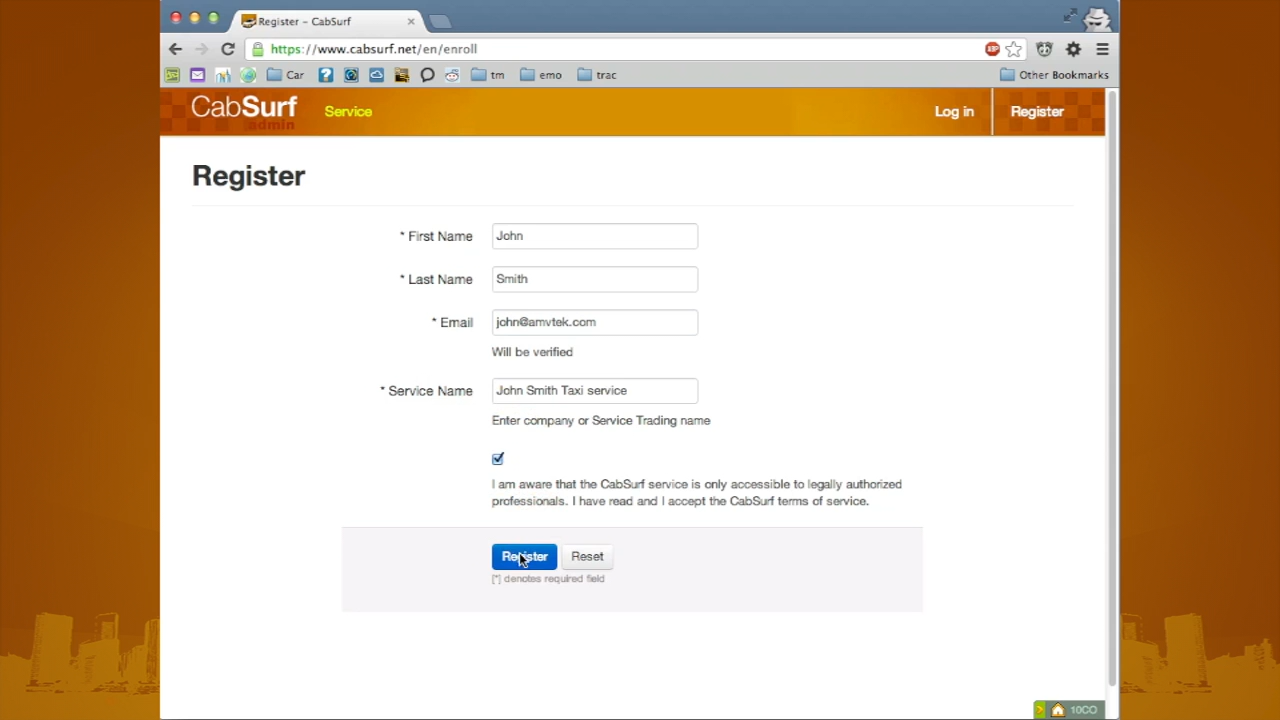 Register – CabSurf
https://www.cabsurf.net/en/enroll
Car
tm
emo
trac
Other Bookmarks
CabSurf
admin
Service
Log in
Register
Register
* First Name
John
* Last Name
Smith
* Email
john@amvtek.com
Will be verified
* Service Name
John Smith Taxi service
Enter company or Service Trading name
I am aware that the CabSurf service is only accessible to legally authorized
professionals. I have read and I accept the CabSurf terms of service.
Register
Reset
[*] denotes required field
10CO